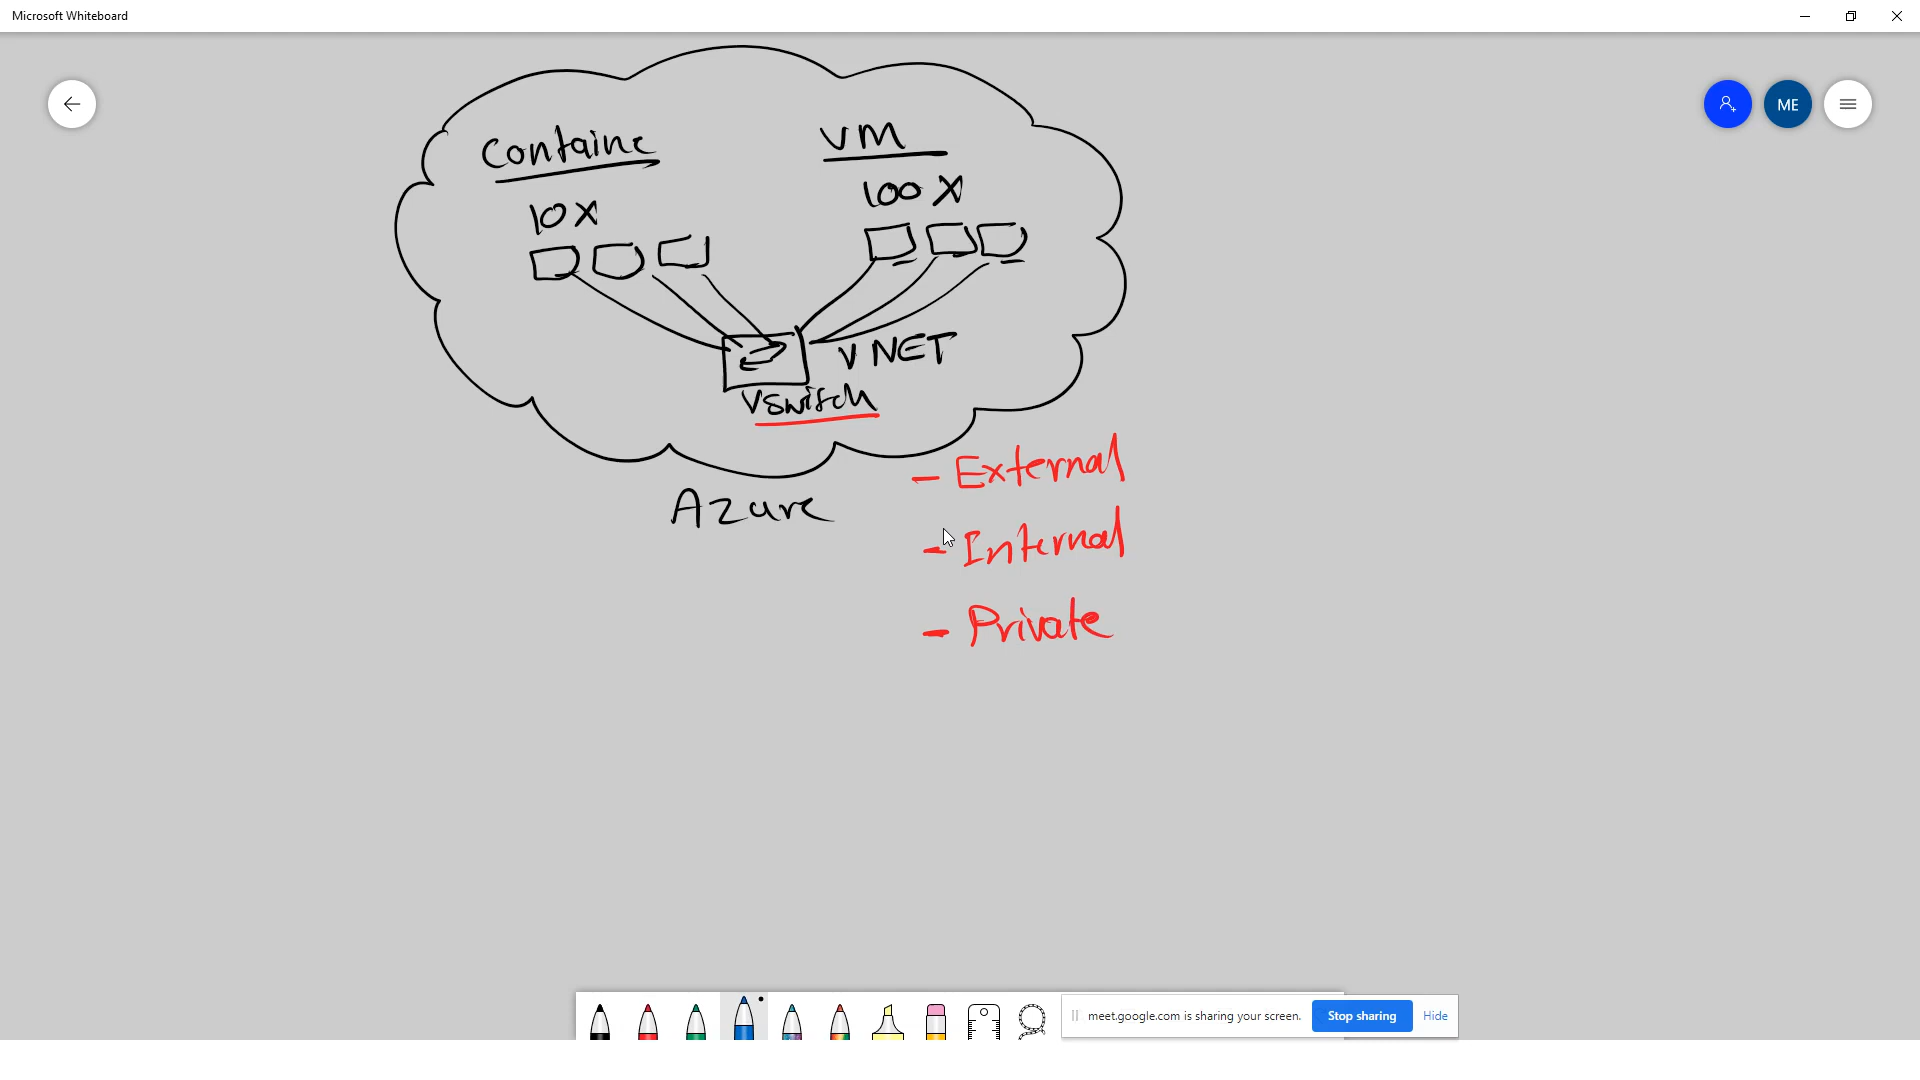 Microsoft Whiteboard
ME
Containe
VM
10X
100X
VNET
Vswitch
- External
Azure
- Internal
- Private
meet.google.com is sharing your screen.
Stop sharing
Hide